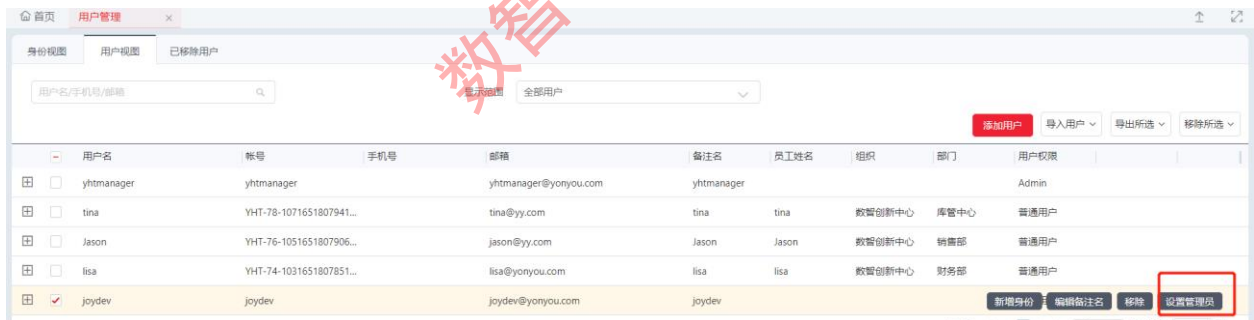 首页 用户管理 ×
身份视图 用户视图 已移除用户
用户名/手机号/邮箱 显示范围 全部用户
添加用户 导入用户 导出所选 移除所选
用户名 帐号 手机号 邮箱 备注名 员工姓名 组织 部门 用户权限
yhtmanager yhtmanager yhtmanager@yonyou.com yhtmanager Admin
tina YHT-78-1071651807941... tina@yy.com tina tina 数智创新中心 库管中心 普通用户
Jason YHT-76-1051651807906... jason@yy.com Jason Jason 数智创新中心 销售部 普通用户
lisa YHT-74-1031651807851... lisa@yonyou.com lisa lisa 数智创新中心 财务部 普通用户
joydev joydev joydev@yonyou.com joydev 新增身份 编辑备注名 移除 设置管理员
数智